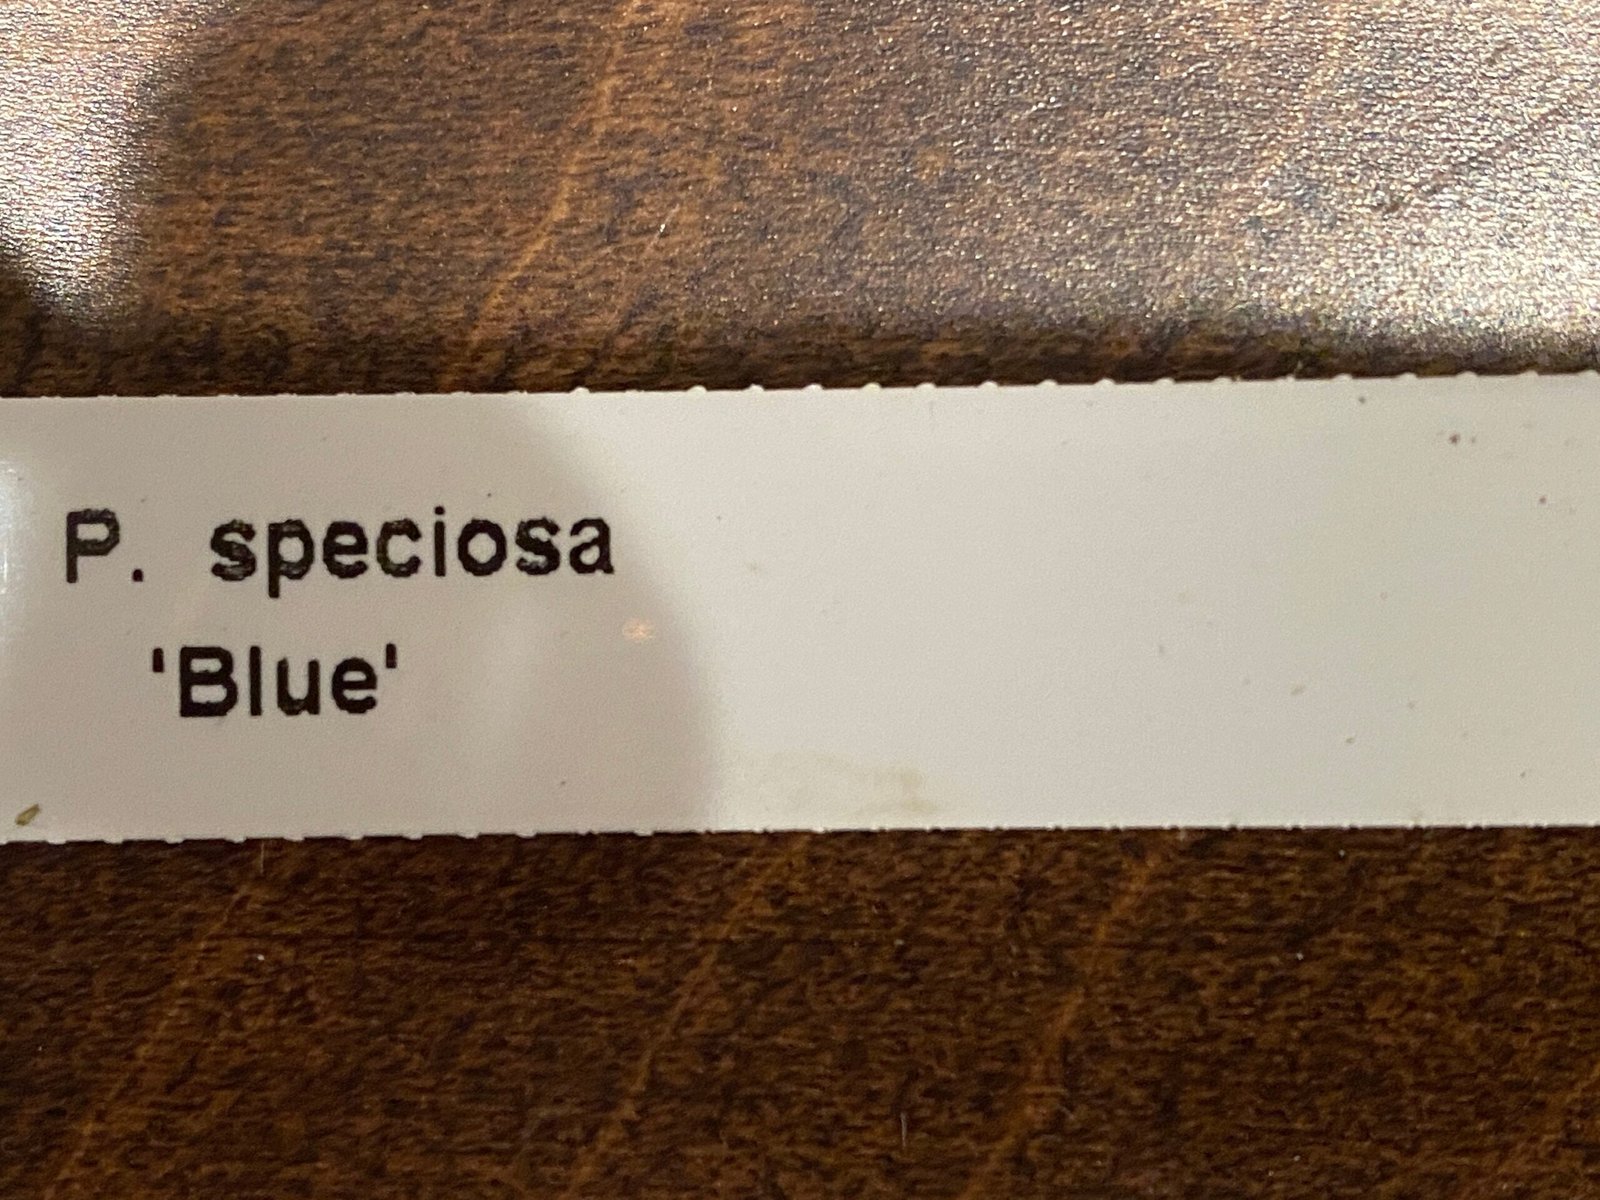 P. speciosa
'Blue'